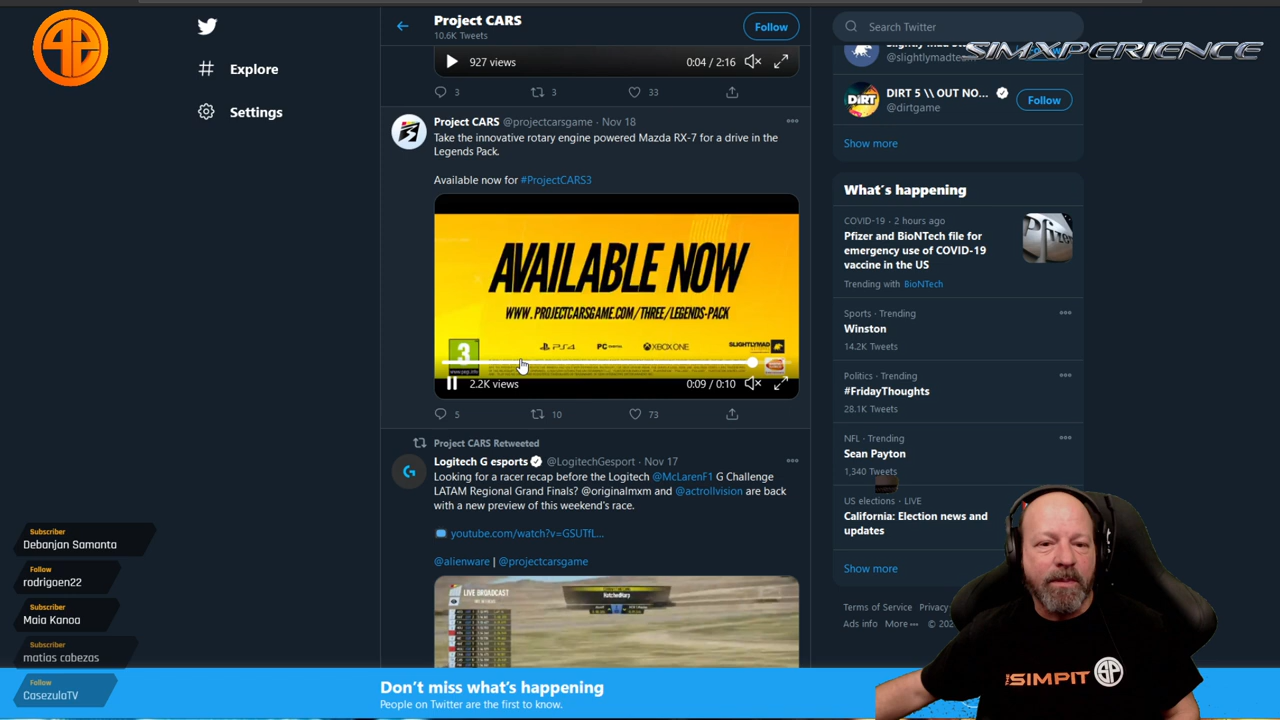 Project CARS
10.6K Tweets
Follow
Search Twitter
SIMXPERIENCE
Explore
Settings
927 views
0:04 / 2:16
3
3
33
@slightlymadteam
DIRT 5 \\ OUT NO...
@dirtgame
Follow
Show more
Project CARS @projectcarsgame · Nov 18
Take the innovative rotary engine powered Mazda RX-7 for a drive in the
Legends Pack.
Available now for #ProjectCARS3
AVAILABLE NOW
WWW.PROJECTCARSGAME.COM/THREE/LEGENDS-PACK
3
PS4
PC
XBOXONE
SLIGHTLYMAD
2.2K views
0:09 / 0:10
5
10
73
Project CARS Retweeted
Logitech G esports @LogitechGesport · Nov 17
Looking for a racer recap before the Logitech @McLarenF1 G Challenge
LATAM Regional Grand Finals? @originalmxm and @actrollvision are back
with a new preview of this weekend's race.
youtube.com/watch?v=GSUTfL...
@alienware | @projectcarsgame
LIVE BROADCAST
What's happening
COVID-19 · 2 hours ago
Pfizer and BioNTech file for
emergency use of COVID-19
vaccine in the US
Trending with BioNTech
Sports · Trending
Winston
14.2K Tweets
Politics · Trending
#FridayThoughts
28.1K Tweets
NFL · Trending
Sean Payton
1,340 Tweets
US elections · LIVE
California: Election news and
updates
Show more
Terms of Service Privacy
Ads info More
Subscriber
Debanjan Samanta
Follow
rodrigoen22
Subscriber
Maia Kanoa
Subscriber
matias cabezas
Follow
CasezulaTV
Don't miss what's happening
People on Twitter are the first to know.
THE SIMPIT